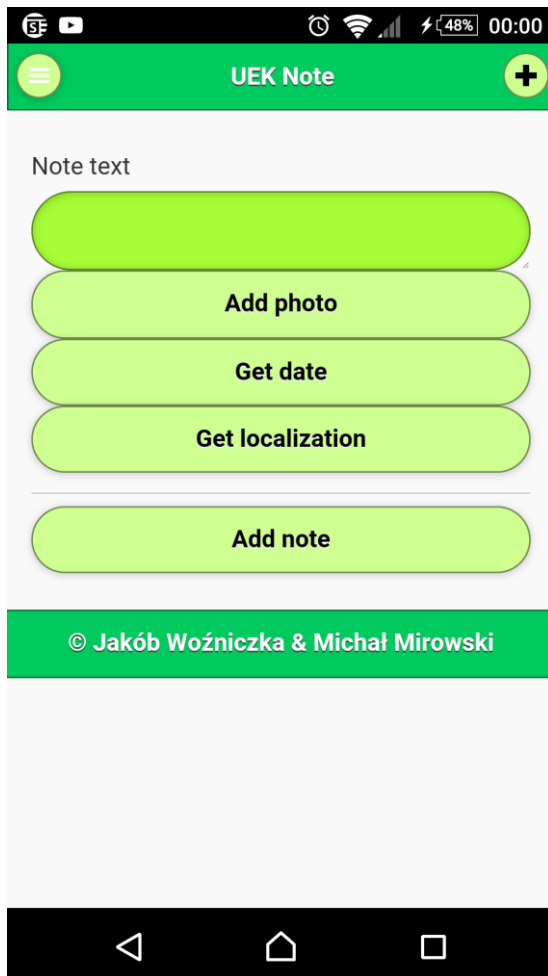 48% 00:00
UEK Note
Note text
Add photo
Get date
Get localization
Add note
© Jakób Woźniczka & Michał Mirowski